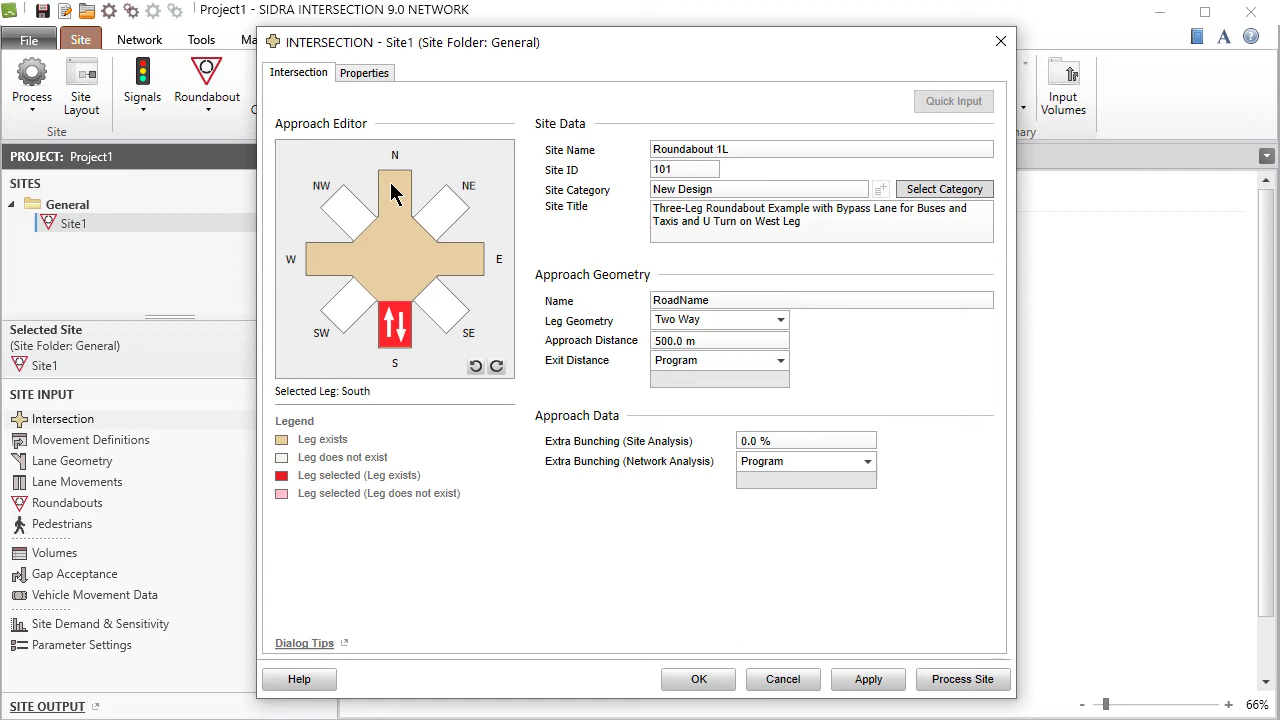 Project1 - SIDRA INTERSECTION 9.0 NETWORK
File
Site
Network
Tools
Process
Site
Layout
Signals
Roundabout
Site
Input
Volumes
PROJECT: Project1
SITES
General
Site1
Selected Site
(Site Folder: General)
Site1
SITE INPUT
Intersection
Movement Definitions
Lane Geometry
Lane Movements
Roundabouts
Pedestrians
Volumes
Gap Acceptance
Vehicle Movement Data
Site Demand & Sensitivity
Parameter Settings
SITE OUTPUT
INTERSECTION - Site1 (Site Folder: General)
Intersection
Properties
Quick Input
Approach Editor
N
NW
NE
W
E
SW
SE
S
Selected Leg: South
Legend
Leg exists
Leg does not exist
Leg selected (Leg exists)
Leg selected (Leg does not exist)
Site Data
Site Name Roundabout 1L
Site ID 101
Site Category New Design Select Category
Site Title Three-Leg Roundabout Example with Bypass Lane for Buses and
Taxis and U Turn on West Leg
Approach Geometry
Name RoadName
Leg Geometry Two Way
Approach Distance 500.0 m
Exit Distance Program
Approach Data
Extra Bunching (Site Analysis) 0.0 %
Extra Bunching (Network Analysis) Program
Dialog Tips
Help
OK
Cancel
Apply
Process Site
66%